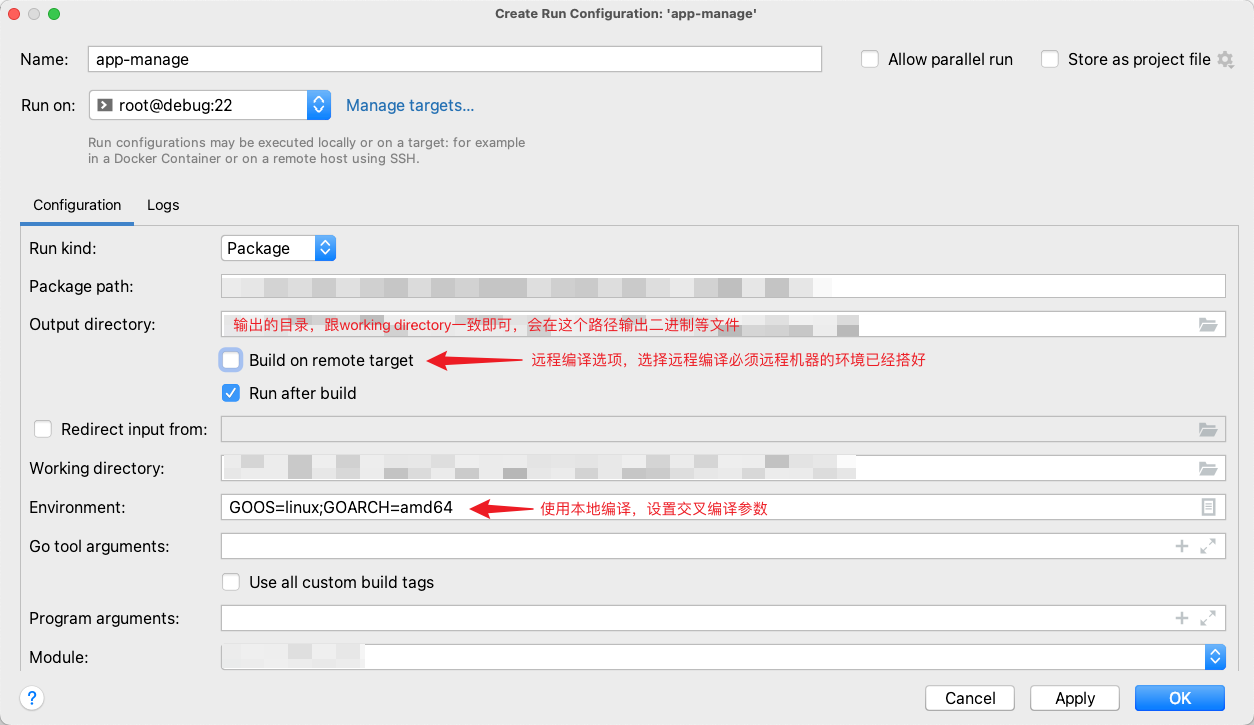 Create Run Configuration: 'app-manage'
Name: app-manage Allow parallel run Store as project file
Run on: root@debug:22 Manage targets...
Run configurations may be executed locally or on a target: for example
in a Docker Container or on a remote host using SSH.
Configuration Logs
Run kind: Package
Package path:
Output directory: 输出的目录，跟working directory一致即可，会在这个路径输出二进制等文件
Build on remote target 远程编译选项，选择远程编译必须远程机器的环境已经搭好
Run after build
Redirect input from:
Working directory:
Environment: GOOS=linux;GOARCH=amd64 使用本地编译，设置交叉编译参数
Go tool arguments:
Use all custom build tags
Program arguments:
Module:
? Cancel Apply OK